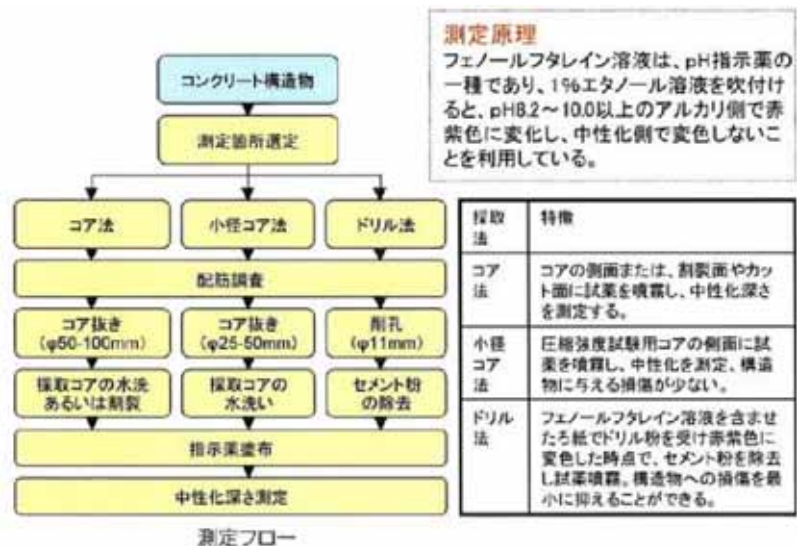 コンクリート構造物
測定箇所選定
コア法
小径コア法
ドリル法
配筋調査
コア抜き
(φ50-100mm)
コア抜き
(φ25-50mm)
削孔
(φ11mm)
採取コアの水洗
あるいは割裂
採取コアの
水洗い
セメント粉
の除去
指示薬塗布
中性化深さ測定
測定フロー
測定原理
フェノールフタレイン溶液は、pH指示薬の
一種であり、1%エタノール溶液を吹付け
ると、pH8.2～10.0以上のアルカリ側で赤
紫色に変化し、中性化側で変色しないこ
とを利用している。
採取
法
特徴
コア
法
コアの側面または、割裂面やカッ
ト面に試薬を噴霧し、中性化深さ
を測定する。
小径
コア
法
圧縮強度試験用コアの側面に試
薬を噴霧し、中性化を測定、構造
物に与える損傷が少ない。
ドリル
法
フェノールフタレイン溶液を含ませ
たろ紙でドリル粉を受け赤紫色に
変色した時点で、セメント粉を除去
し試薬噴霧。構造物への損傷を最
小に抑えることができる。